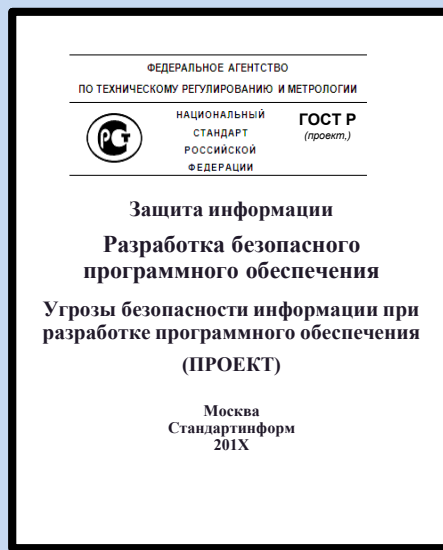 ФЕДЕРАЛЬНОЕ АГЕНТСТВО
ПО ТЕХНИЧЕСКОМУ РЕГУЛИРОВАНИЮ И МЕТРОЛОГИИ
НАЦИОНАЛЬНЫЙ
СТАНДАРТ
РОССИЙСКОЙ
ФЕДЕРАЦИИ
ГОСТ Р
(проект,)
Защита информации
Разработка безопасного
программного обеспечения
Угрозы безопасности информации при
разработке программного обеспечения
(ПРОЕКТ)
Москва
Стандартинформ
201Х